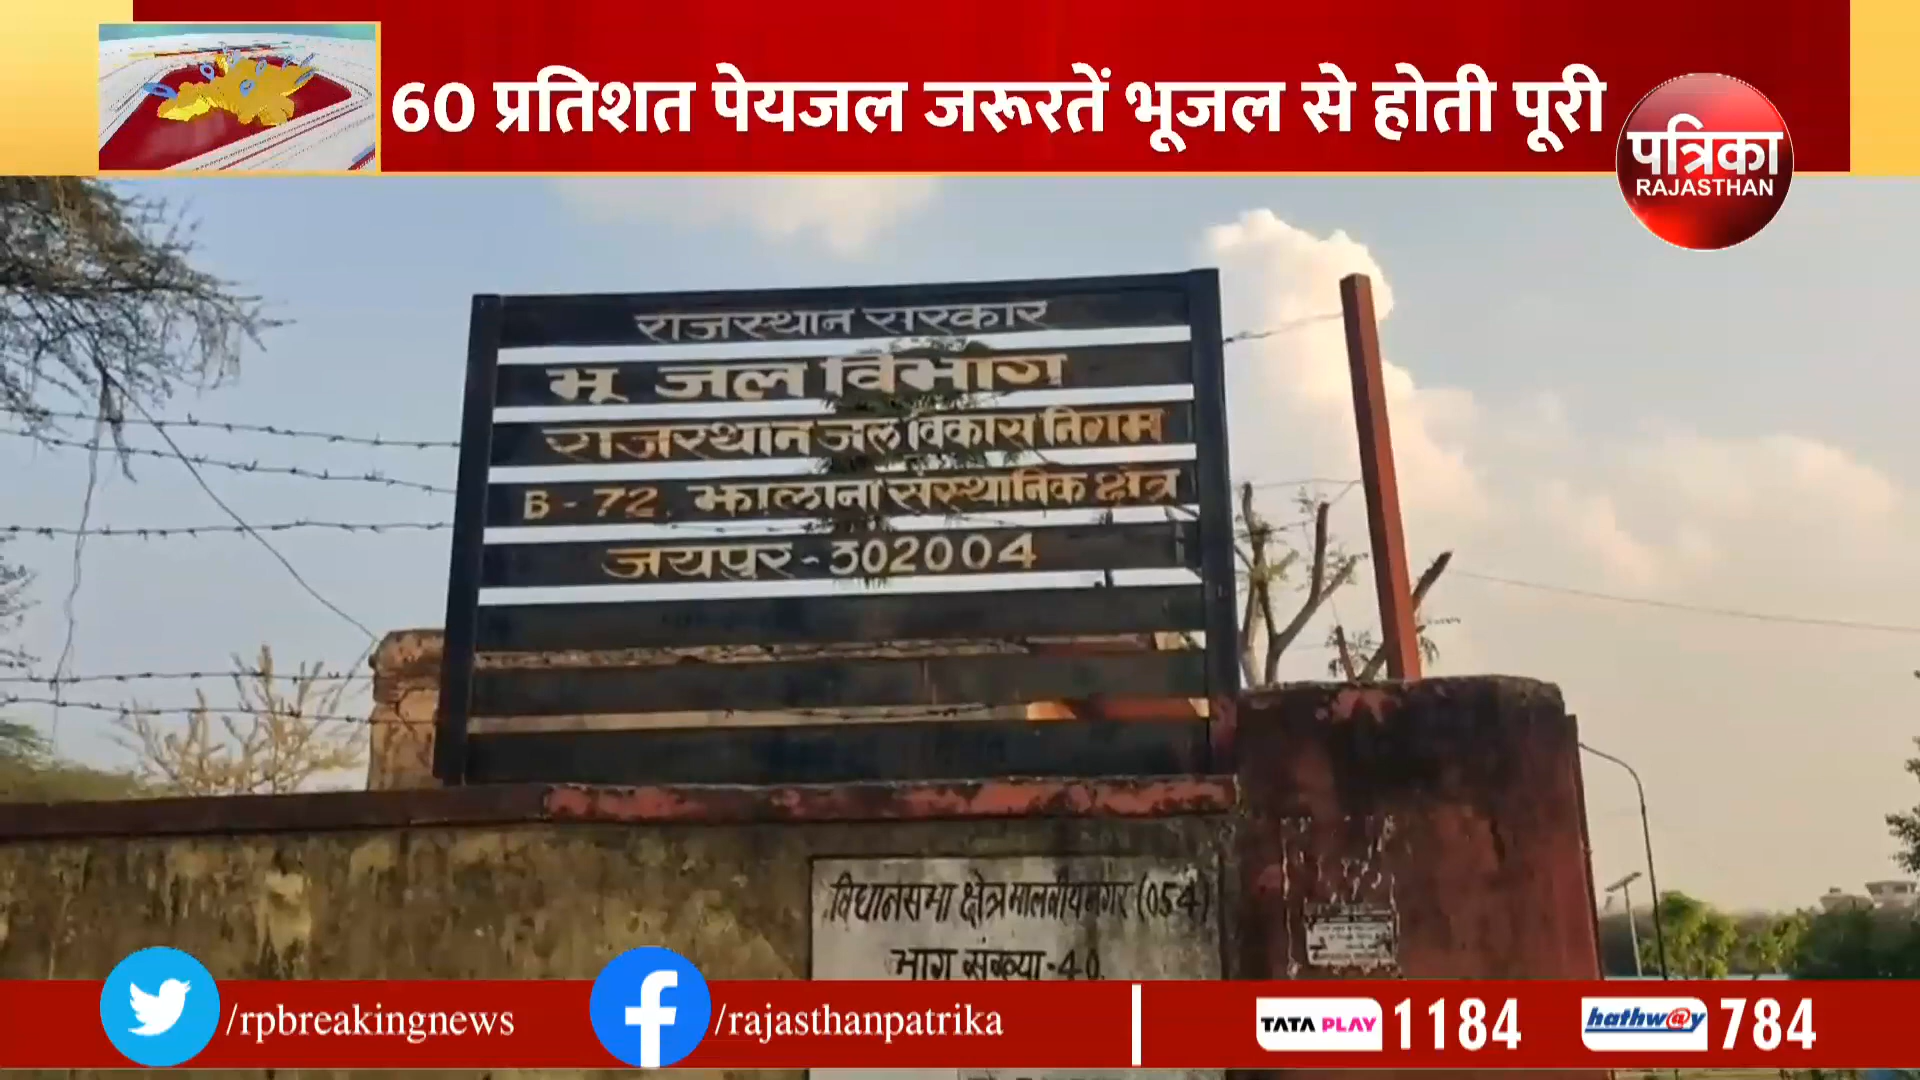 60 प्रतिशत पेयजल जरूरतें भूजल से होती पूरी
पत्रिका
RAJASTHAN
राजस्थान सरकार
भू जल विभाग
राजस्थान जल विकास निगम
B-72, झालाना संस्थानिक क्षेत्र
जयपुर-302004
विधानसभा क्षेत्र मालवीयनगर (054)
भाग संख्या-40
/rpbreakingnews
/rajasthanpatrika
TATA PLAY 1184
hathw@y 784